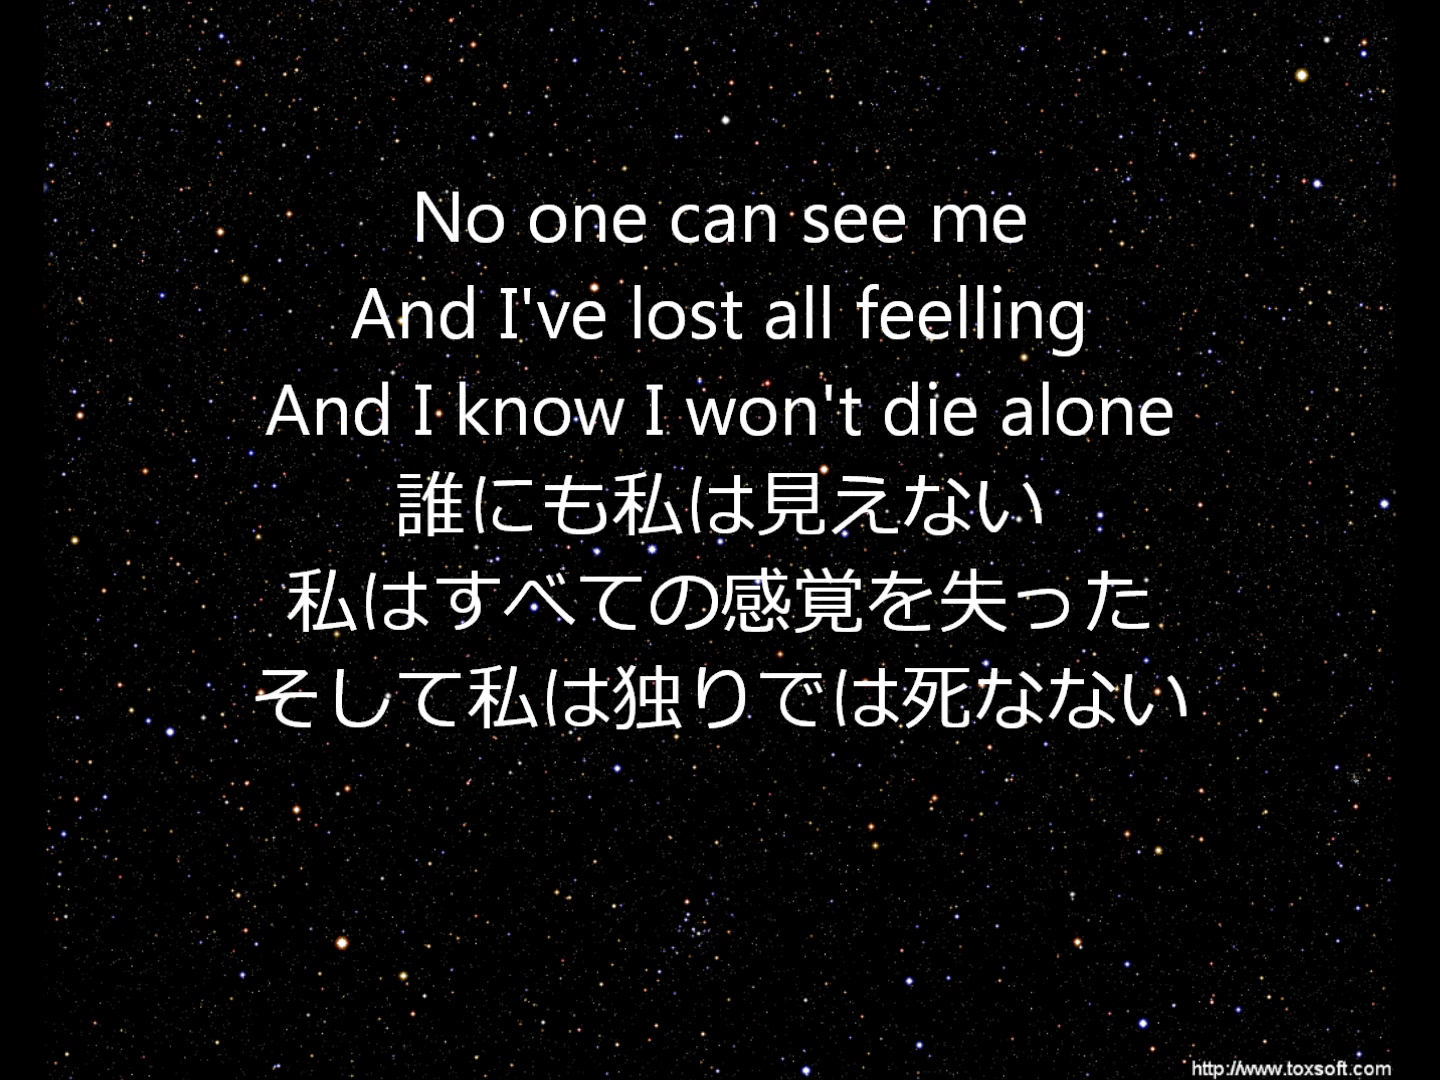 No one can see me
And I've lost all feelling
And I know I won't die alone
誰にも私は見えない
私はすべての感覚を失った
そして私は独りでは死なない
http://www.toxsoft.com